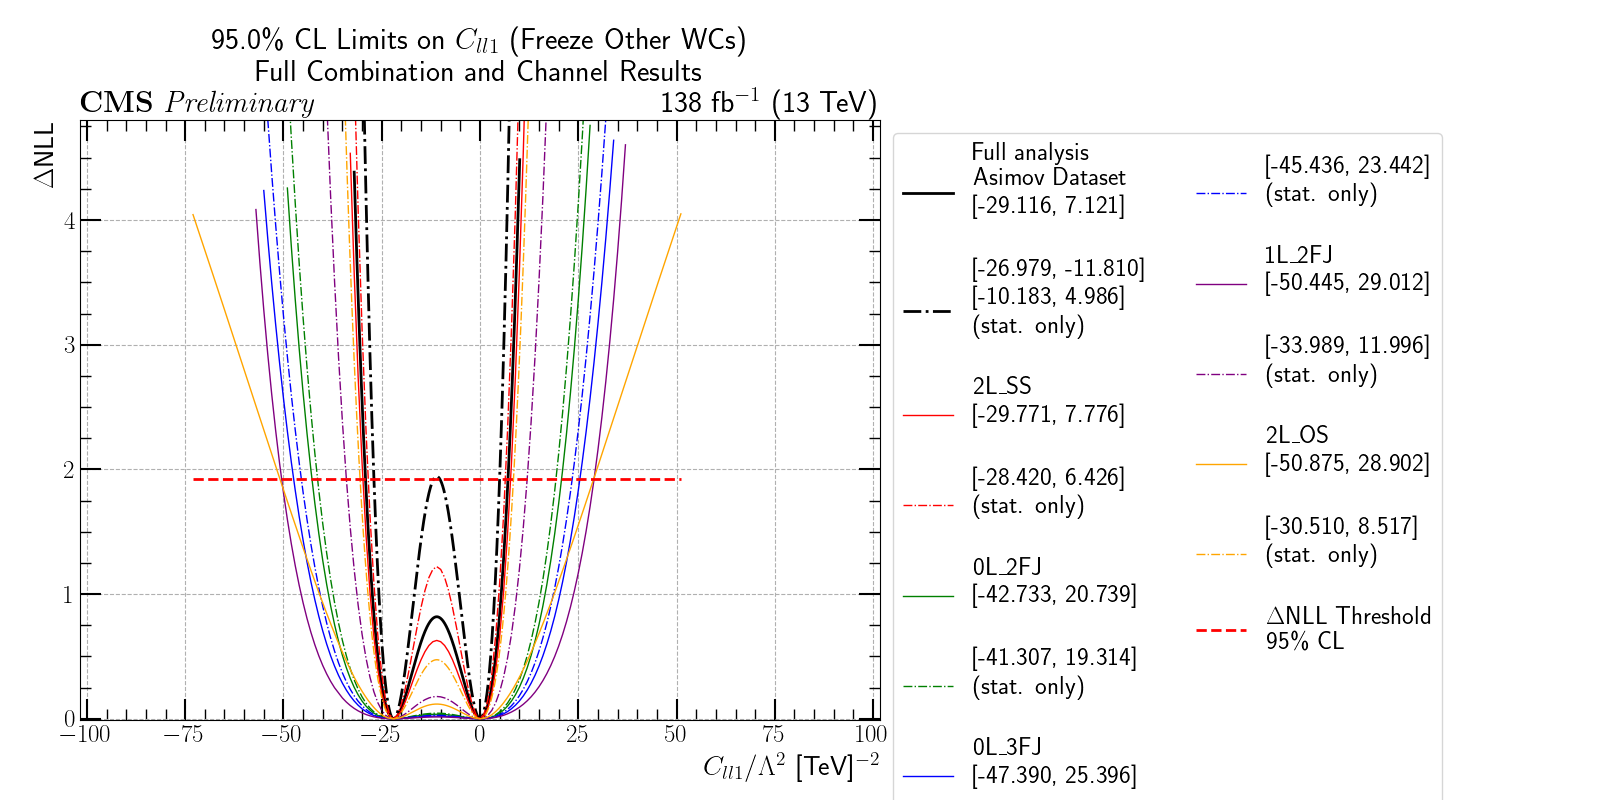 95.0% CL Limits on C_{ll1} (Freeze Other WCs)
Full Combination and Channel Results
CMS Preliminary
138 fb^{−1} (13 TeV)
ΔNLL
4
3
2
1
0
−100
−75
−50
−25
0
25
50
75
100
C_{ll1}/Λ^2 [TeV]^{−2}
Full analysis
Asimov Dataset
[-29.116, 7.121]
[-26.979, -11.810]
[-10.183, 4.986]
(stat. only)
2L_SS
[-29.771, 7.776]
[-28.420, 6.426]
(stat. only)
0L_2FJ
[-42.733, 20.739]
[-41.307, 19.314]
(stat. only)
0L_3FJ
[-47.390, 25.396]
[-45.436, 23.442]
(stat. only)
1L_2FJ
[-50.445, 29.012]
[-33.989, 11.996]
(stat. only)
2L_OS
[-50.875, 28.902]
[-30.510, 8.517]
(stat. only)
ΔNLL Threshold
95% CL